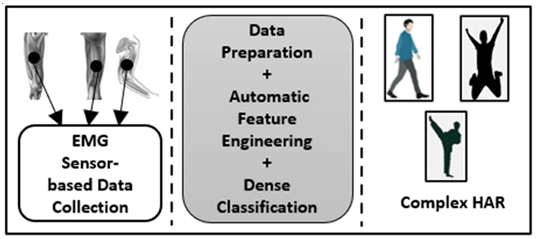 EMG
Sensor-
based Data
Collection
Data
Preparation
+
Automatic
Feature
Engineering
+
Dense
Classification
Complex HAR